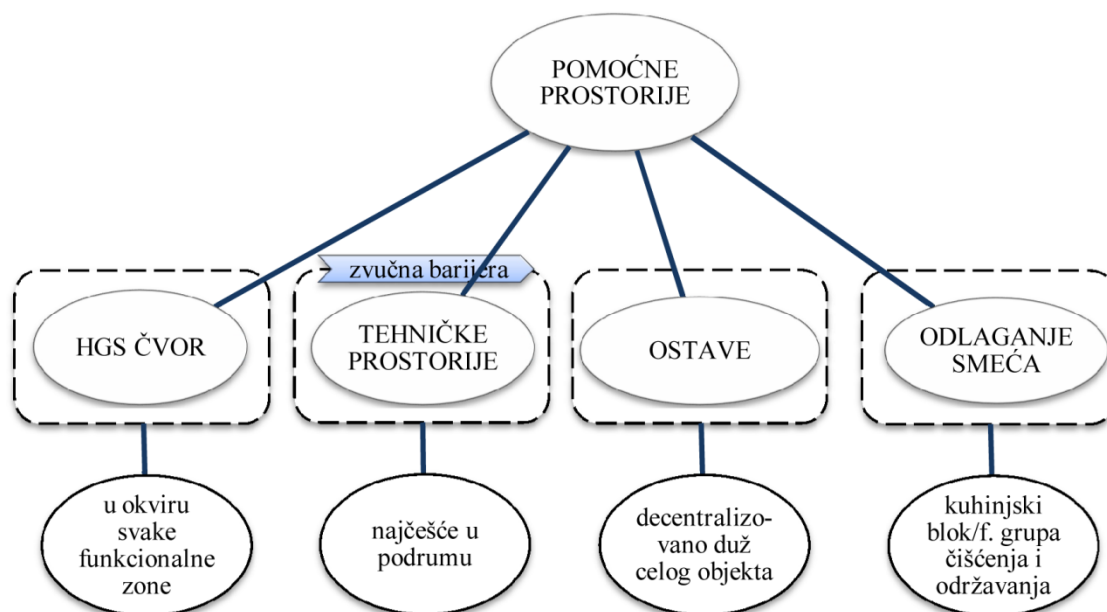 POMOĆNE
PROSTORIJE
zvučna barijera
HGS ČVOR
TEHNIČKE
PROSTORIJE
OSTAVE
ODLAGANJE
SMEĆA
u okviru
svake
funkcionalne
zone
najčešće u
podrumu
decentralizo-
vano duž
celog objekta
kuhinjski
blok/f. grupa
čišćenja i
održavanja